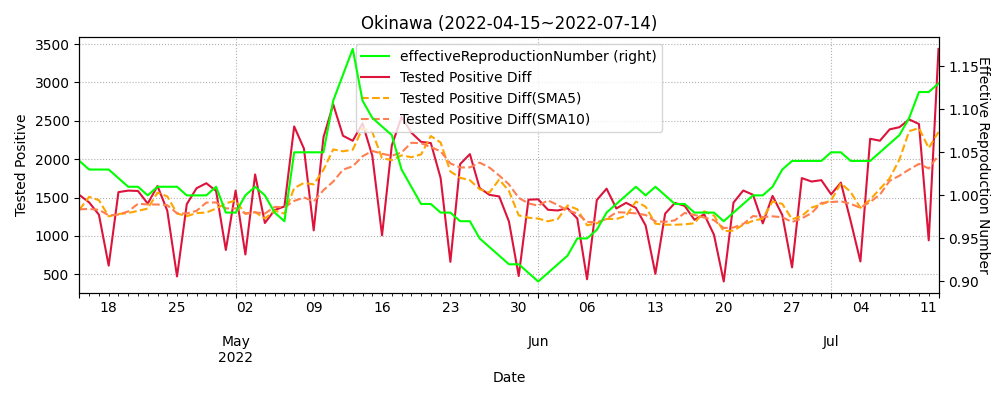 Okinawa (2022-04-15~2022-07-14)
effectiveReproductionNumber (right)
Tested Positive Diff
Tested Positive Diff(SMA5)
Tested Positive Diff(SMA10)
Tested Positive
3500
3000
2500
2000
1500
1000
500
Effective Reproduction Number
1.15
1.10
1.05
1.00
0.95
0.90
18 25 02 09 16 23 30 06 13 20 27 04 11
May Jun Jul
2022
Date